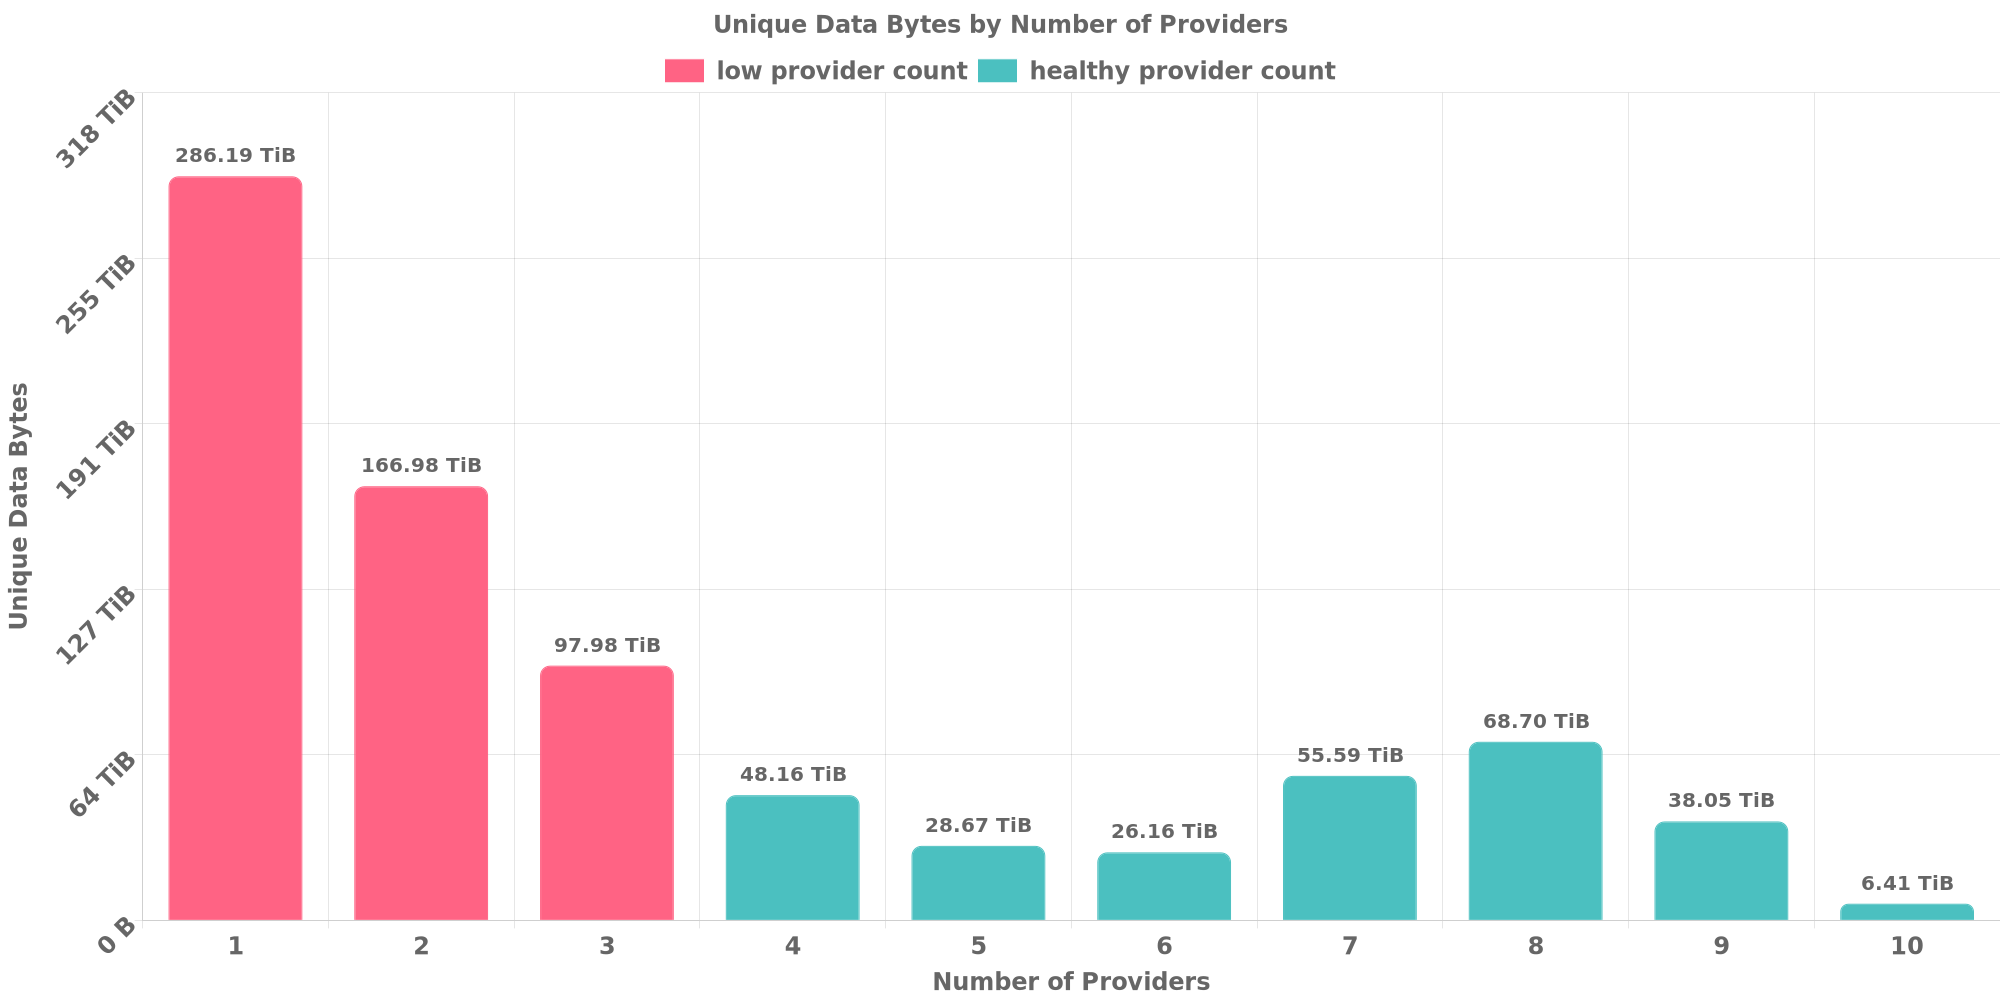 Unique Data Bytes by Number of Providers
low provider count healthy provider count
318 TiB
255 TiB
191 TiB
127 TiB
64 TiB
0 B
Unique Data Bytes
286.19 TiB
166.98 TiB
97.98 TiB
48.16 TiB
28.67 TiB
26.16 TiB
55.59 TiB
68.70 TiB
38.05 TiB
6.41 TiB
1 2 3 4 5 6 7 8 9 10
Number of Providers